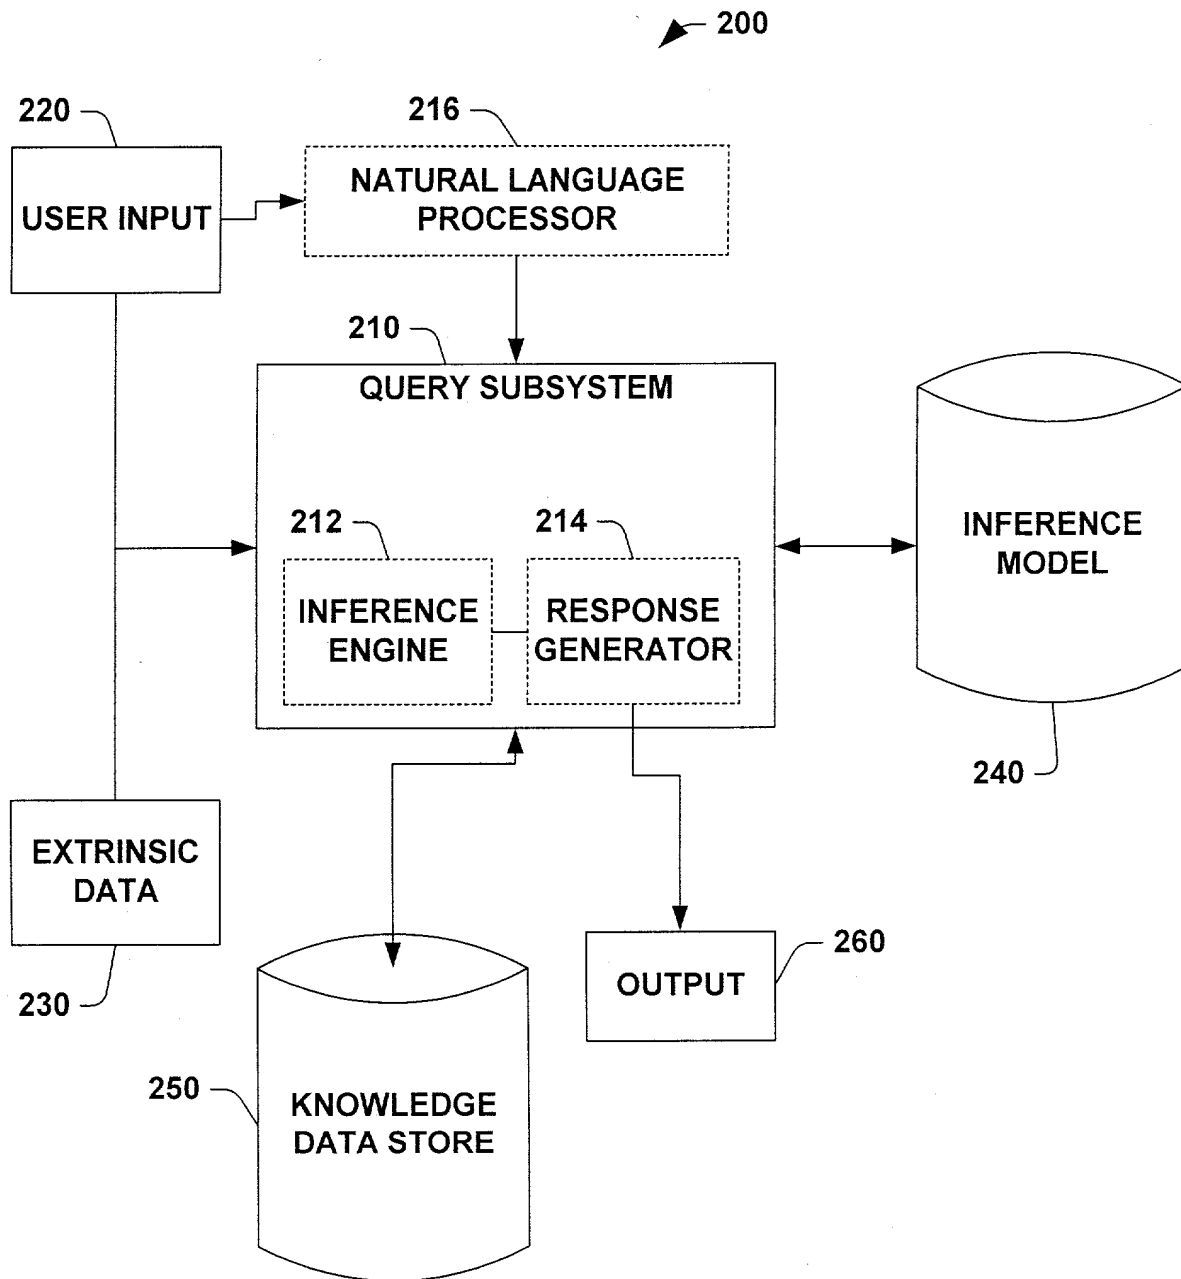 200
220
216
USER INPUT
NATURAL LANGUAGE
PROCESSOR
210
QUERY SUBSYSTEM
212
214
INFERENCE
ENGINE
RESPONSE
GENERATOR
INFERENCE
MODEL
240
EXTRINSIC
DATA
230
260
OUTPUT
250
KNOWLEDGE
DATA STORE